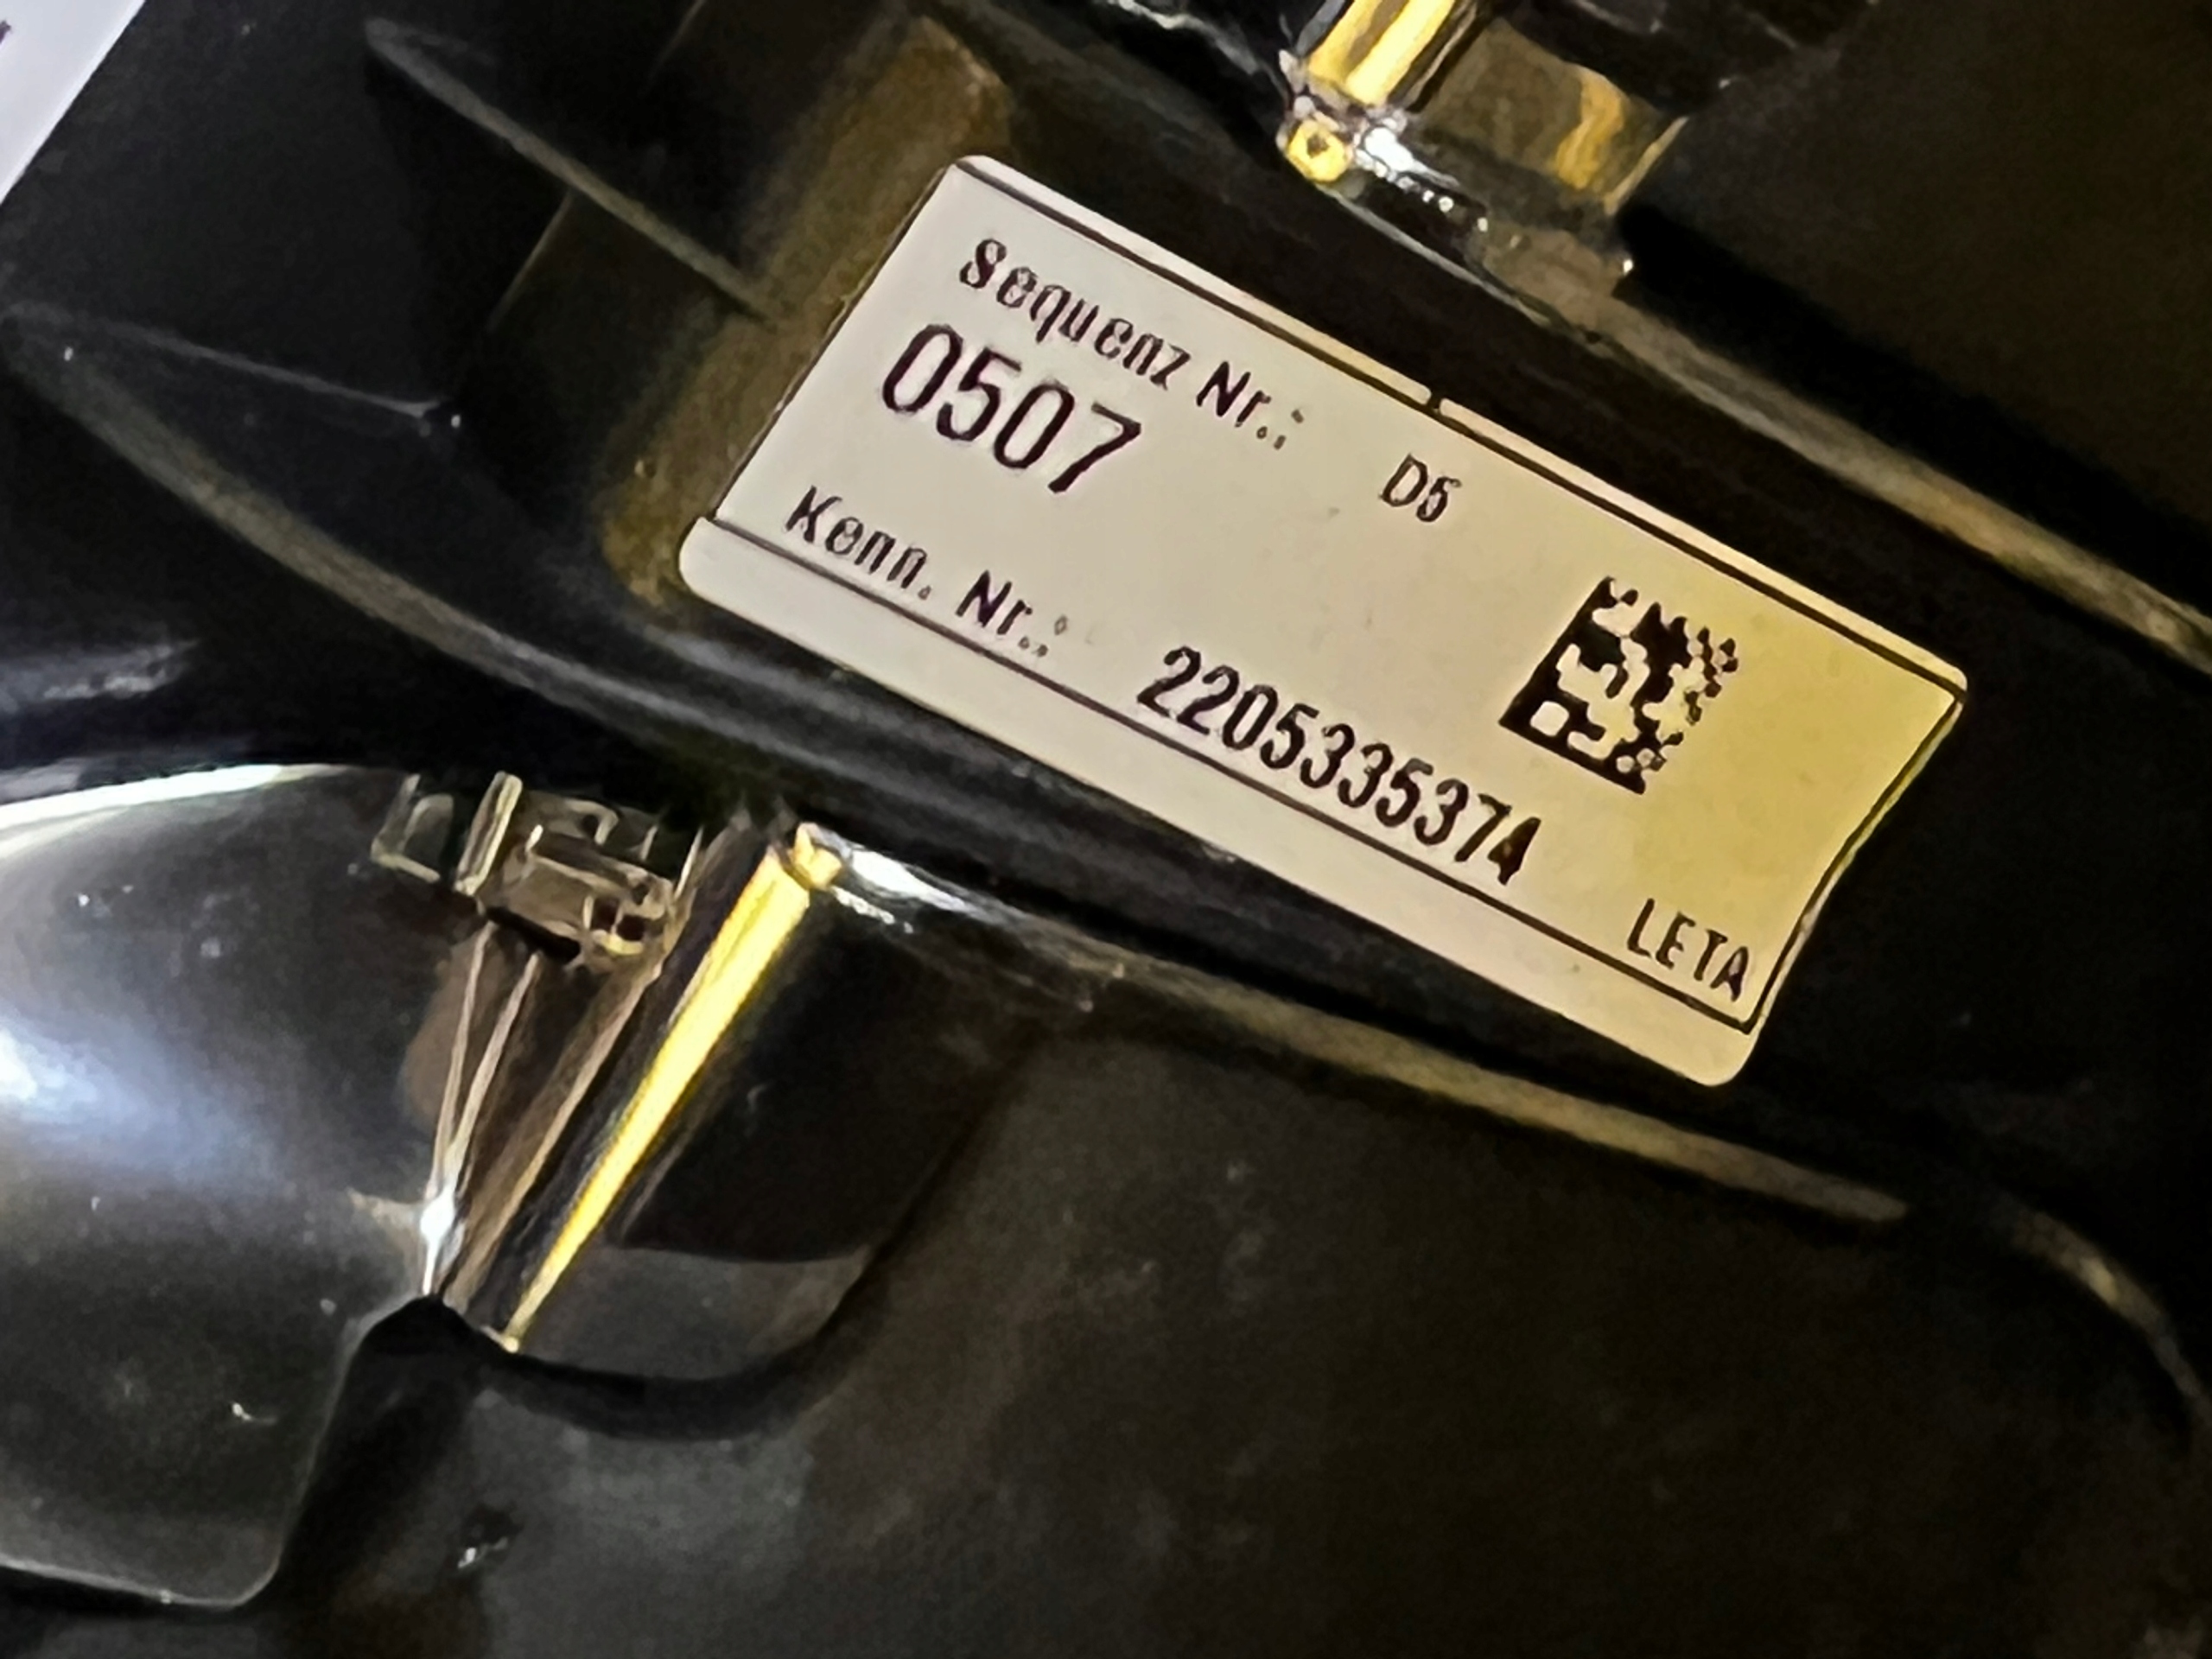 Sequenz Nr.:
0507
D5
Kenn. Nr.: 2205335374
LETA